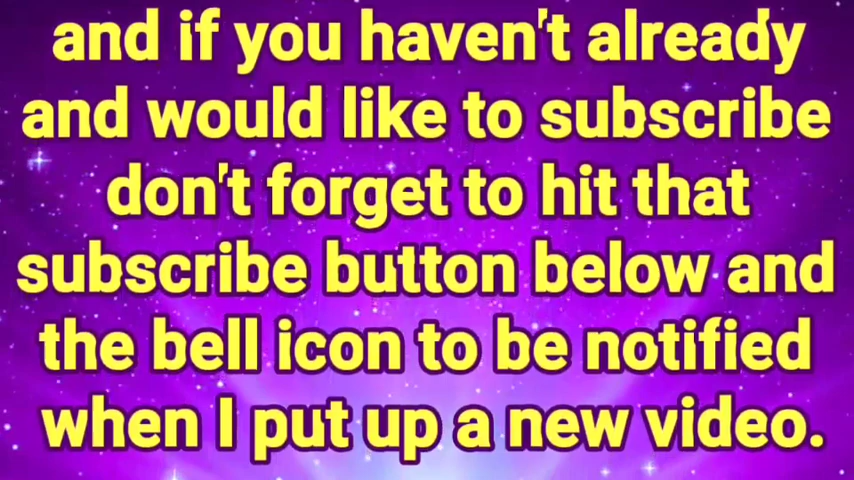 and if you haven't already
and would like to subscribe
don't forget to hit that
subscribe button below and
the bell icon to be notified
when I put up a new video.